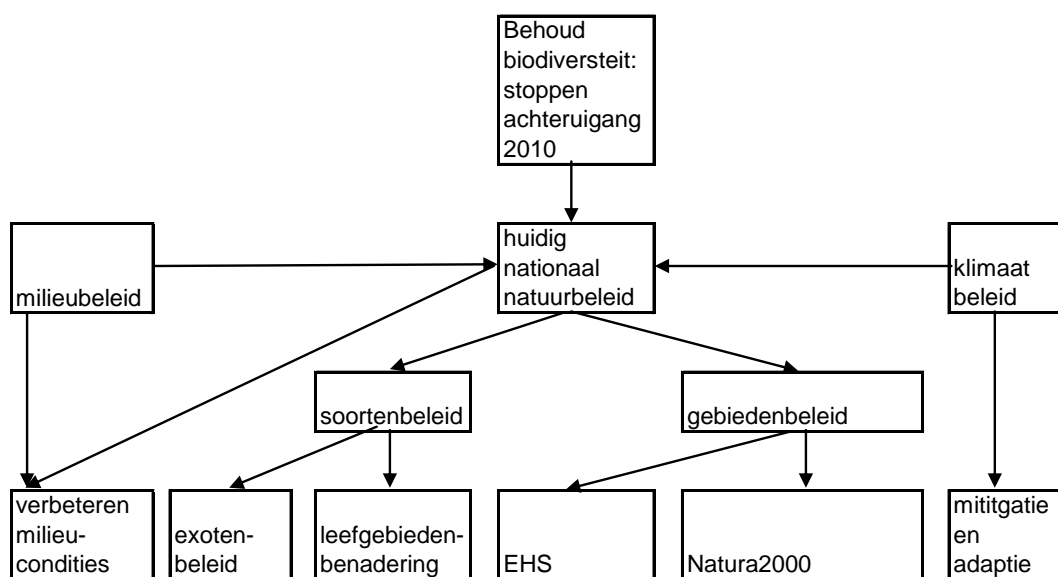 Behoud
biodiversteit:
stoppen
achteruigang
2010
milieubeleid
huidig
nationaal
natuurbeleid
klimaat
beleid
soortenbeleid
gebiedenbeleid
verbeteren
milieu-
condities
exoten-
beleid
leefgebieden-
benadering
EHS
Natura2000
mititgatie
en
adaptie